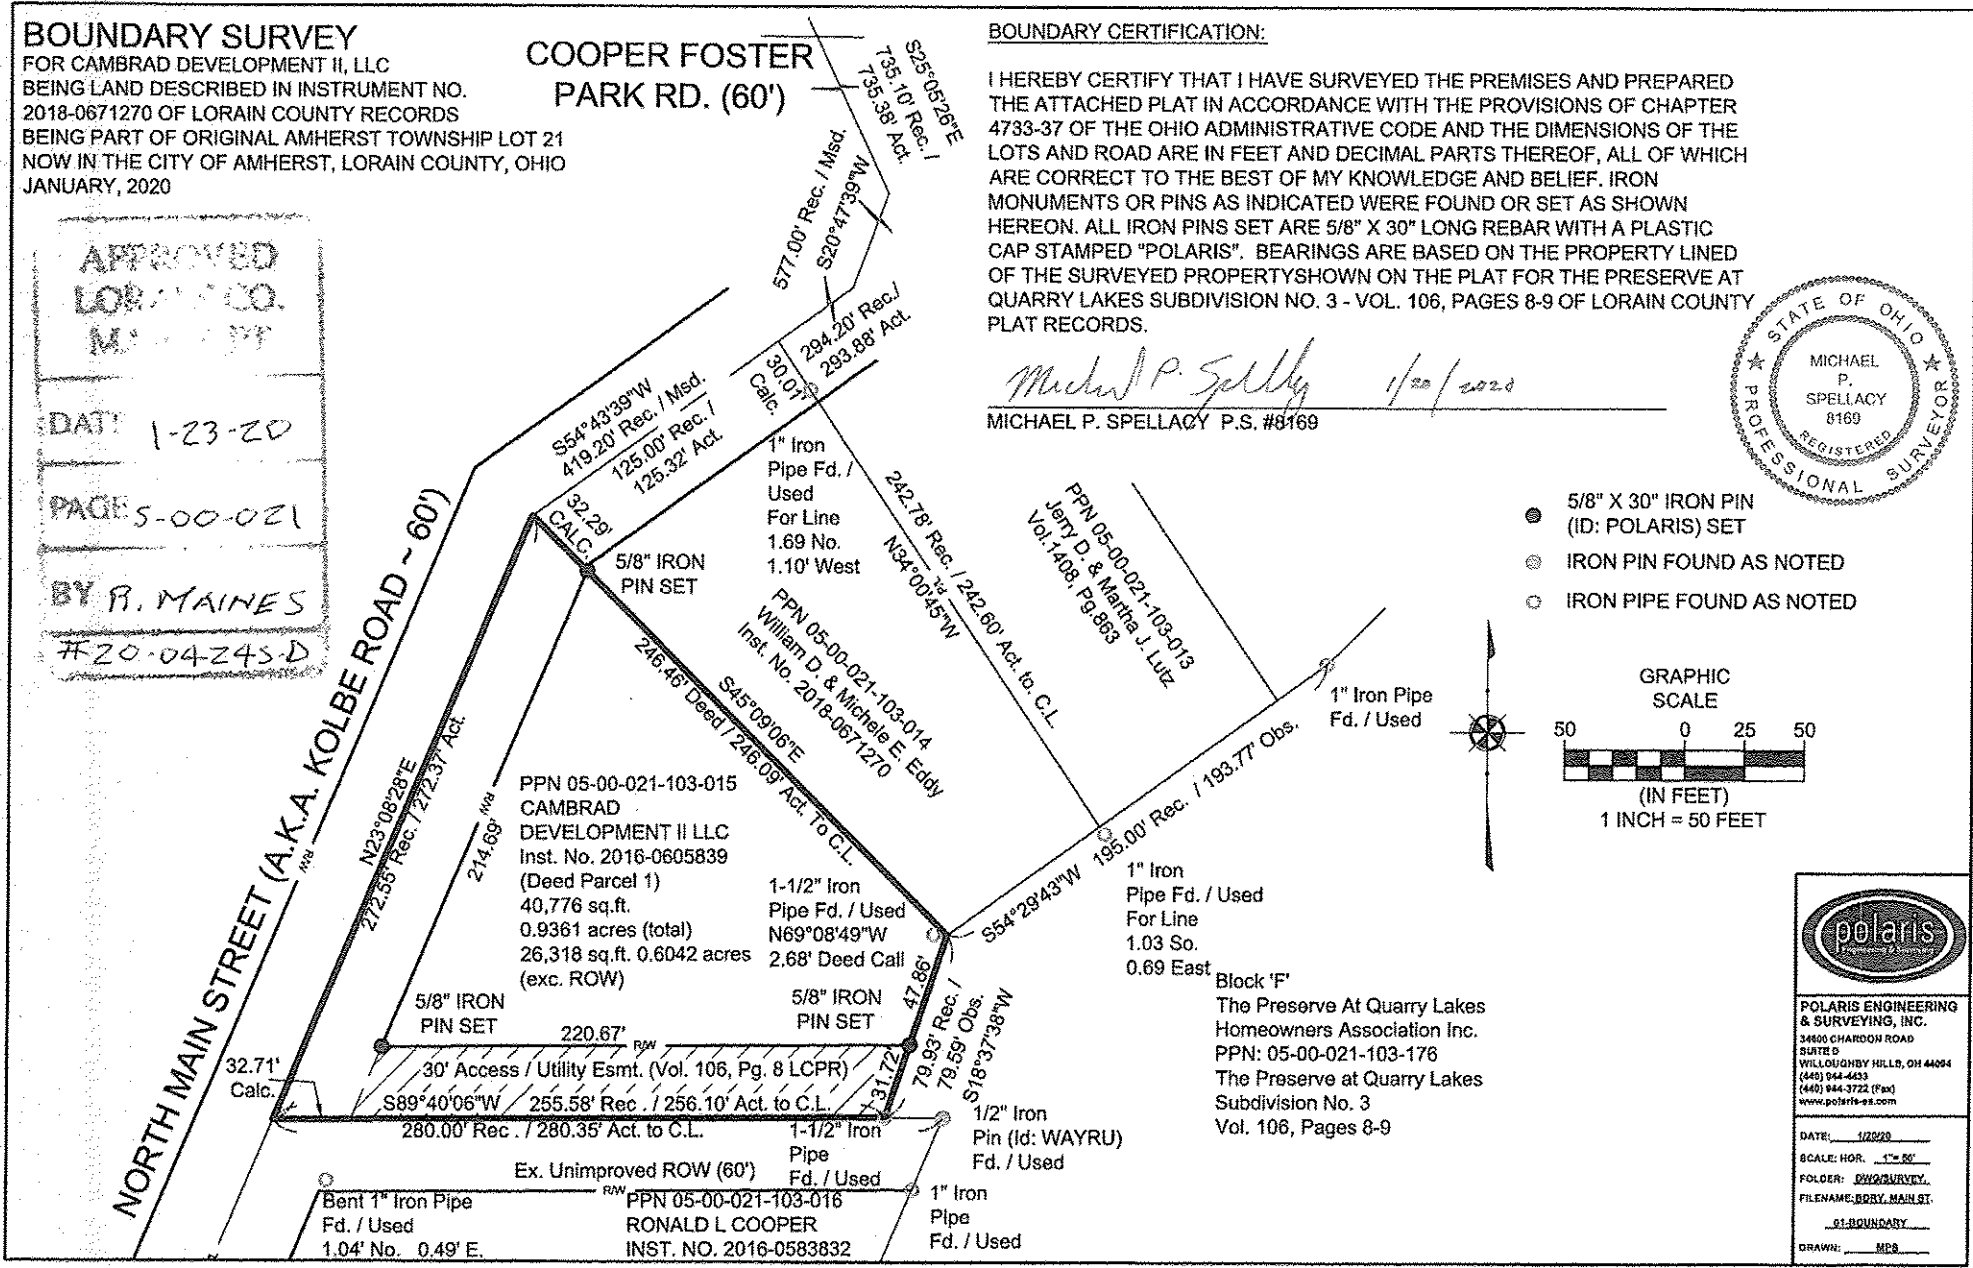 BOUNDARY SURVEY
FOR CAMBRAD DEVELOPMENT II, LLC
BEING LAND DESCRIBED IN INSTRUMENT NO.
2018-0671270 OF LORAIN COUNTY RECORDS
BEING PART OF ORIGINAL AMHERST TOWNSHIP LOT 21
NOW IN THE CITY OF AMHERST, LORAIN COUNTY, OHIO
JANUARY, 2020
APPROVED
CO.
DATE 1-23-20
PAGE 5-00-021
BY R. MAINES
#20-04245-D
COOPER FOSTER
PARK RD. (60')
S25°05'26"E
735.10' Rec. /
735.38' Act.
577.00' Rec. / Msd.
S20°47'39"W
294.20' Rec./
293.88' Act.
30.01'
Calc.
S54°43'39"W
419.20' Rec. / Msd.
125.00' Rec. /
125.32' Act.
32.29'
CALC.
5/8" IRON
PIN SET
1" Iron
Pipe Fd. /
Used
For Line
1.69 No.
1.10' West
242.78' Rec. / 242.60' Act. to. C.L.
N34°00'45"W
PPN 05-00-021-103-013
Jerry D. & Martha J. Lutz
Vol.1408, Pg.863
PPN 05-00-021-103-014
William D. & Michele E. Eddy
Inst. No. 2018-0671270
S45°09'06"E
246.46' Deed / 246.09' Act. To C.L.
NORTH MAIN STREET (A.K.A. KOLBE ROAD ~ 60')
R/W
N23°08'28"E
272.55' Rec. / 272.37' Act.
R/W
214.69'
PPN 05-00-021-103-015
CAMBRAD
DEVELOPMENT II LLC
Inst. No. 2016-0605839
(Deed Parcel 1)
40,776 sq.ft.
0.9361 acres (total)
26,318 sq.ft. 0.6042 acres
(exc. ROW)
1-1/2" Iron
Pipe Fd. / Used
N69°08'49"W
2.68' Deed Call
5/8" IRON
PIN SET
5/8" IRON
PIN SET
47.86'
220.67'
R/W
30' Access / Utility Esmt. (Vol. 106, Pg. 8 LCPR)
31.72'
79.93' Rec. /
79.59' Obs.
S18°37'38"W
32.71'
Calc.
S89°40'06"W 255.58' Rec. / 256.10' Act. to C.L.
280.00' Rec . / 280.35' Act. to C.L.
1-1/2" Iron
Pipe
Fd. / Used
1/2" Iron
Pin (Id: WAYRU)
Fd. / Used
Ex. Unimproved ROW (60')
R/W
Bent 1" Iron Pipe
Fd. / Used
1.04' No. 0.49' E.
PPN 05-00-021-103-016
RONALD L COOPER
INST. NO. 2016-0583832
1" Iron
Pipe
Fd. / Used
S54°29'43"W 195.00' Rec. / 193.77' Obs.
1" Iron Pipe
Fd. / Used
1" Iron
Pipe Fd. / Used
For Line
1.03 So.
0.69 East
Block 'F'
The Preserve At Quarry Lakes
Homeowners Association Inc.
PPN: 05-00-021-103-176
The Preserve at Quarry Lakes
Subdivision No. 3
Vol. 106, Pages 8-9
BOUNDARY CERTIFICATION:
I HEREBY CERTIFY THAT I HAVE SURVEYED THE PREMISES AND PREPARED
THE ATTACHED PLAT IN ACCORDANCE WITH THE PROVISIONS OF CHAPTER
4733-37 OF THE OHIO ADMINISTRATIVE CODE AND THE DIMENSIONS OF THE
LOTS AND ROAD ARE IN FEET AND DECIMAL PARTS THEREOF, ALL OF WHICH
ARE CORRECT TO THE BEST OF MY KNOWLEDGE AND BELIEF. IRON
MONUMENTS OR PINS AS INDICATED WERE FOUND OR SET AS SHOWN
HEREON. ALL IRON PINS SET ARE 5/8" X 30" LONG REBAR WITH A PLASTIC
CAP STAMPED "POLARIS". BEARINGS ARE BASED ON THE PROPERTY LINED
OF THE SURVEYED PROPERTYSHOWN ON THE PLAT FOR THE PRESERVE AT
QUARRY LAKES SUBDIVISION NO. 3 - VOL. 106, PAGES 8-9 OF LORAIN COUNTY
PLAT RECORDS.
Michael P. Spellacy 1/20/2020
MICHAEL P. SPELLACY P.S. #8169
STATE OF OHIO
MICHAEL
P.
SPELLACY
8169
REGISTERED
PROFESSIONAL SURVEYOR
5/8" X 30" IRON PIN
(ID: POLARIS) SET
IRON PIN FOUND AS NOTED
IRON PIPE FOUND AS NOTED
GRAPHIC
SCALE
50 0 25 50
(IN FEET)
1 INCH = 50 FEET
polaris
POLARIS ENGINEERING
& SURVEYING, INC.
34600 CHARDON ROAD
SUITE D
WILLOUGHBY HILLS, OH 44094
(440) 944-4433
(440) 944-3722 (Fax)
www.polaris-es.com
DATE: 1/20/20
SCALE: HOR. 1"= 50'
FOLDER: DWG/SURVEY.
FILENAME: BDRY. MAIN ST.
01-BOUNDARY
DRAWN: MPS